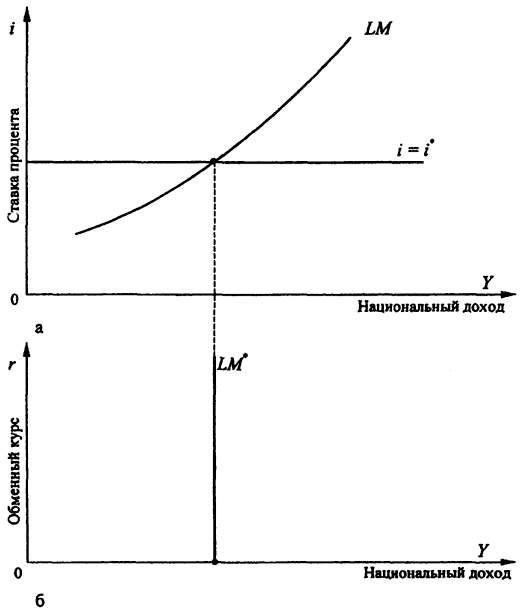 i
LM
Ставка процента
i = i*
0
Y
Национальный доход
а
r
LM*
Обменный курс
0
Y
Национальный доход
б